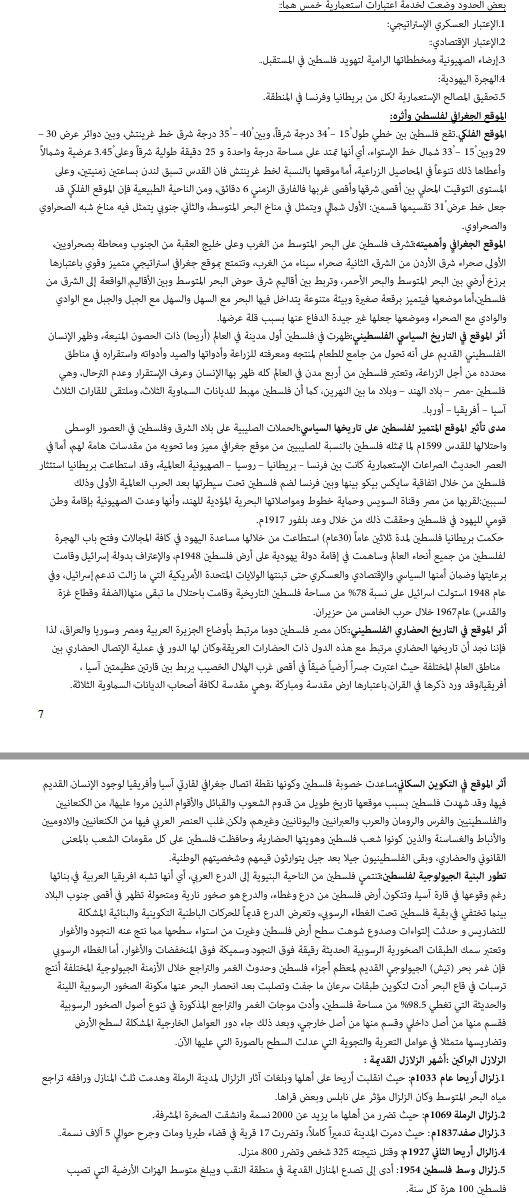 بعض الحدود وضعت لخدمة اعتبارات استعمارية خمس هما:
1.الإعتبار العسكري الإستراتيجي:
2.الإعتبار الإقتصادي:
3.إرضاء الصهيونية ومخططاتها الرامية لتهويد فلسطين في المستقبل..
4.الهجرة اليهودية:
5.تحقيق المصالح الإستعمارية لكل من بريطانيا وفرنسا في المنطقة.
الموقع الجغرافي لفلسطين وأثره:
الموقع الفلكي:تقع فلسطين بين خطي طول ْ15 – ْ34 درجة شرقاً، وبين ْ40 – ْ35 درجة شرق خط غرينتش، وبين دوائر عرض 30 –
29 وبين ْ15 – ْ33 شمال خط الإستواء، أي أنها تمتد على مساحة درجة واحدة و 25 دقيقة طولية شرقاً وعلى ْ3.45 عرضية وشمالاً
وأعطاها ذلك تنوعاً في المحاصيل الزراعية، أما موقعها بالنسبة لخط غرينتش فان القدس تسبق لندن بساعتين زمنيتين، وعلى
المستوى التوقيت المحلي بين أقصى شرقها وأقصى غربها فالفارق الزمني 6 دقائق، ومن الناحية الطبيعية فإن الموقع الفلكي قد
جعل خط عرض ْ31 تقسيمها قسمين: الأول شمالي ويتمثل في مناخ البحر المتوسط، والثاني جنوبي يتمثل فيه مناخ شبه الصحراوي
والصحراوي.
الموقع الجغرافي وأهميته:تشرف فلسطين على البحر المتوسط من الغرب وعلى خليج العقبة من الجنوب ومحاطة بصحراويين،
الأولى صحراء شرق الأردن من الشرق، الثانية صحراء سيناء من الغرب، وتتمتع بموقع جغرافي استراتيجي متميز وقوي باعتبارها
برزخ أرضي بين البحر المتوسط والبحر الأحمر، وتربط بين أقاليم شرق حوض البحر المتوسط وبين الأقاليم الواقعة إلى الشرق من
فلسطين،أما موضعها فيتميز برقعة صغيرة وبيئة متنوعة يتداخل فيها البحر مع السهل والسهل مع الجبل والجبل مع الوادي
والوادي مع الصحراء وموضعها جعلها غير جيدة الدفاع عنها بسبب قلة عرضها.
أثر الموقع في التاريخ السياسي الفلسطيني:ظهرت في فلسطين أول مدينة في العالم (أريحا) ذات الحصون المنيعة، وظهر الإنسان
الفلسطيني القديم على أنه تحول من جامع للطعام لمنتجه ومعرفته للزراعة وأدواتها والصيد وأدواته واستقراره في مناطق
محدده من أجل الزراعة، وتعتبر فلسطين من أربع مدن في العالم كله ظهر بها الإنسان وعرف الإستقرار وعدم الترحال، وهي
فلسطين -مصر – بلاد الهند – وبلاد ما بين النهرين، كما أن فلسطين مهبط للديانات السماوية الثلاث، وملتقى للقارات الثلاث
آسيا – أفريقيا – أوربا.
مدى تأثير الموقع المتميز لفلسطين على تاريخها السياسي:الحملات الصليبية على بلاد الشرق وفلسطين في العصور الوسطى
واحتلالها للقدس 1599م لما تمثله فلسطين بالنسبة للصليبيين من موقع جغرافي مميز وما تحويه من مقدسات هامة لهم، أما في
العصر الحديث الصراعات الإستعمارية كانت بين فرنسا – بريطانيا – روسيا – الصهيونية العالمية، وقد استطاعت بريطانيا استئثار
فلسطين من خلال اتفاقية سايكس بيكو بينها وبين فرنسا لضم فلسطين تحت سيطرتها بعد الحرب العالمية الأولى وذلك
لسببين:لقربها من مصر وقناة السويس وحماية خطوط ومواصلاتها البحرية المؤدية للهند، وأنها وعدت الصهيونية بإقامة وطن
قومي لليهود في فلسطين وحققت ذلك من خلال وعد بلفور 1917م.
حكمت بريطانيا فلسطين لمدة ثلاثين عاماً (30عام) استطاعت من خلالها مساعدة اليهود في كافة المجالات وفتح باب الهجرة
لفلسطين من جميع أنحاء العالم وساهمت في إقامة دولة يهودية على أرض فلسطين 1948م، والإعتراف بدولة إسرائيل وقامت
برعايتها وضمان أمنها السياسي والإقتصادي والعسكري حتى تبنتها الولايات المتحدة الأمريكية التي ما زالت تدعم إسرائيل، وفي
عام 1948 استولت اسرائيل على نسبة 78% من مساحة فلسطين التاريخية وقامت باحتلال ما تبقى منها(الضفة وقطاع غزة
والقدس) عام1967 خلال حرب الخامس من حزيران.
أثر الموقع في التاريخ الحضاري الفلسطيني:كان مصير فلسطين دوما مرتبط بأوضاع الجزيرة العربية ومصر وسوريا والعراق، لذا
فإننا نجد أن تاريخها الحضاري مرتبط مع هذه الدول ذات الحضارات العريقة،وكان لها الدور في عملية الإتصال الحضاري بين
مناطق العالم المختلفة حيث اعتبرت جسراً أرضياً ضيقاً في أقصى غرب الهلال الخصيب يربط بين قارتين عظيمتين آسيا ،
أفريقيا،وقد ورد ذكرها في القران باعتبارها ارض مقدسة ومباركة ،وهي مقدسة لكافة أصحاب الديانات السماوية الثلاثة.
7
أثر الموقع في التكوين السكاني:ساعدت خصوبة فلسطين وكونها نقطة اتصال جغرافي لقارتي آسيا وأفريقيا لوجود الإنسان القديم
فيها، وقد شهدت فلسطين بسبب موقعها تاريخ طويل من قدوم الشعوب والقبائل والأقوام الذين مروا عليها، من الكنعانيين
والفلسطينيين والفرس والرومان والعرب والعبرانيين واليونانيين وغيرهم، ولكن غلب العنصر العربي فيها من الكنعانيين والادوميين
والأنباط والغساسنة والذين كونوا شعب فلسطين وهويتها الحضارية، وحافظت فلسطين على كل مقومات الشعب بالمعنى
القانوني والحضاري، وبقى الفلسطينيون جيلا بعد جيل يتوارثون قيمهم وشخصيتهم الوطنية.
تطور البنية الجيولوجية لفلسطين:تنتمي فلسطين من الناحية البنيوية إلى الدرع العربي، أي أنها تشبه افريقيا العربية في بنائها
رغم وقوعها في قارة آسيا، وتتكون أرض فلسطين من درع وغطاء، والدرع هو صخور نارية ومتحولة تظهر في أقصى جنوب البلاد
بينما تختفي في بقية فلسطين تحت الغطاء الرسوبي، وتعرض الدرع قديماً للحركات الباطنية التكوينية والبنائية المشكلة
للتضاريس و حدثت إلتواءات وصدوع شوهت سطح أرض فلسطين وغيرت من استواء سطحها مما نتج عنه النجود والأغوار
وتعتبر سمك الطبقات الصخورية الرسوبية الحديثة رقيقة فوق النجود وسميكة فوق المنخفضات والأغوار، أما الغطاء الرسوبي
فإن غمر بحر (تيش) الجيولوجي القديم لمعظم أجزاء فلسطين وحدوث الغمر والتراجع خلال الأزمنة الجيولوجية المختلفة أنتج
ترسبات في قاع البحر أدت لتكوين طبقات سرعان ما جفت وتصلبت بعد انحصار البحر عنها مكونة الصخور الرسوبية اللينة
والحديثة التي تغطي 98.5% من مساحة فلسطين، وأدت موجات الغمر والتراجع المذكورة في تنوع أصول الصخور الرسوبية
فقسم منها من أصل داخلي وقسم منها من أصل خارجي، وبعد ذلك جاء دور العوامل الخارجية المشكلة لسطح الأرض
وتضاريسها متمثلا في عوامل التعرية والتجوية التي عدلت السطح بالصورة التي عليها الآن.
الزلازل البراكين :أشهر الزلازل القديمة :
1.زلزال أريحا عام 1033م: حيث انقلبت أريحا على أهلها وبلغات آثار الزلزال لمدينة الرملة وهدمت ثلث المنازل ورافقه تراجع
مياه البحر المتوسط وكان الزلزال مؤثر على نابلس وبعض قراها.
2.زلزال الرملة 1069م: حيث تضرر من أهلها ما يزيد عن 2000 نسمة وانشقت الصخرة المشرفة.
3.زلزال صفد1837م: حيث دمرت المدينة تدميراً كاملاً، وتضررت 17 قرية في قضاء طبريا ومات وجرح حوالي 5 آلاف نسمة.
4.زلزال أريحا الثاني 1927م: وقتل نتيجته 325 شخص وتضرر 800 منزل.
5.زلزال وسط فلسطين 1954: أدى إلى تصدع المنازل القديمة في منطقة النقب ويبلغ متوسط الهزات الأرضية التي تصيب
فلسطين 100 هزة كل سنة.